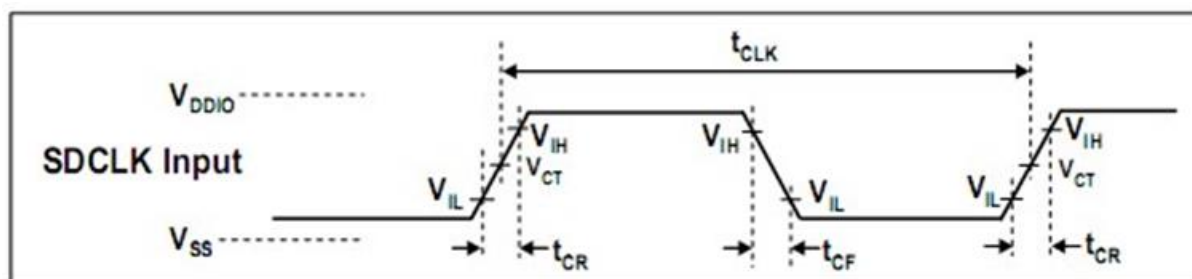 tCLK
VDDIO
VIH VIH VIH
SDCLK Input VCT VCT
VIL VIL VIL
VSS
tCR tCF tCR